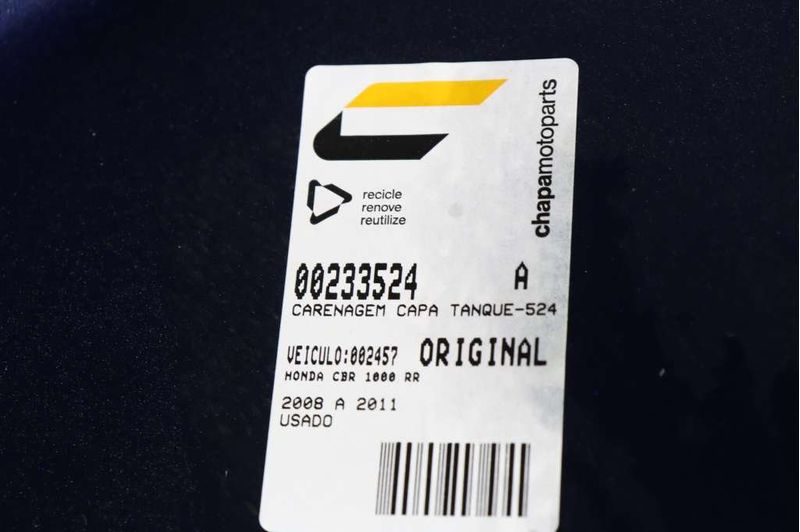 chapamotoparts
recicle
renove
reutilize
00233524 A
CARENAGEM CAPA TANQUE-524
VEICULO:002457 ORIGINAL
HONDA CBR 1000 RR
2008 A 2011
USADO